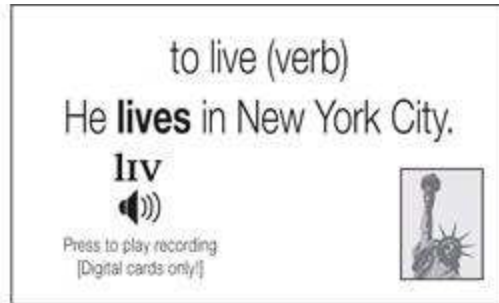 to live (verb)
He lives in New York City.
lɪv
Press to play recording
[Digital cards only!]